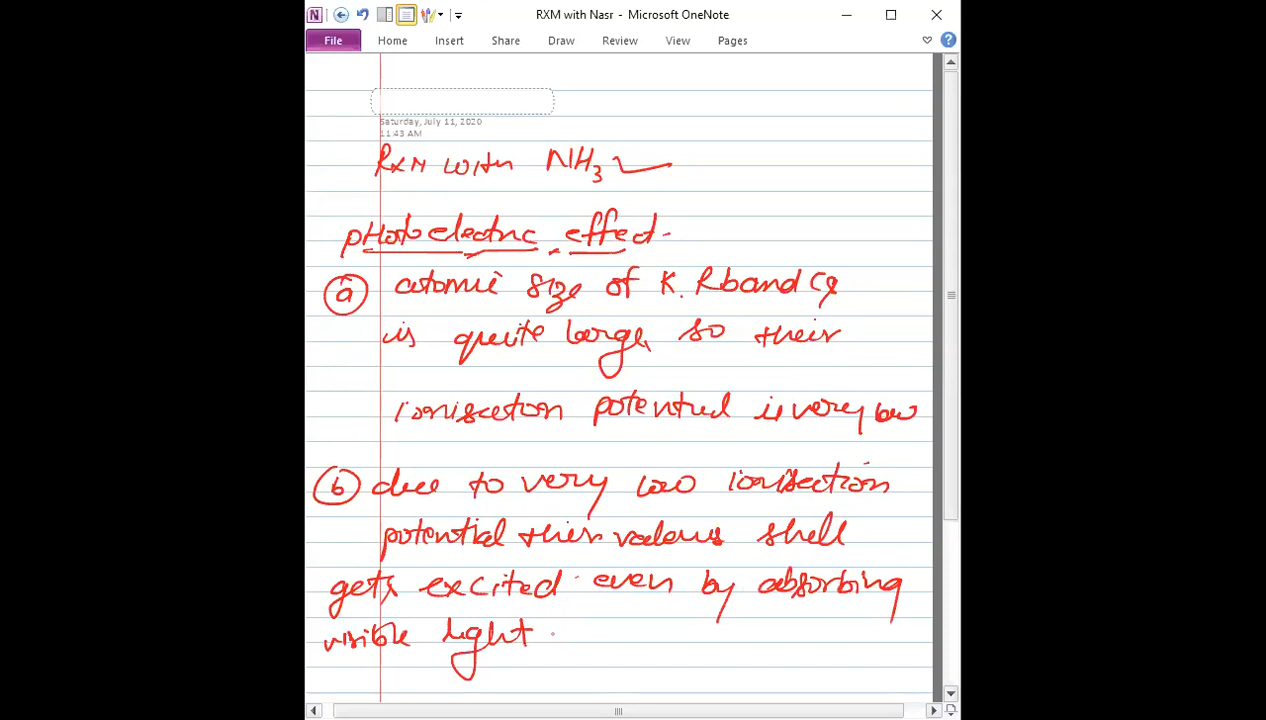 RXM with Nasr - Microsoft OneNote
File Home Insert Share Draw Review View Pages
Saturday, July 11, 2020
11:43 AM
RXN with NH3
pHotoelectric effect.
a atomic size of K. Rb and Cs
is quite large, so their
ionisation potential is very low
b due to very low ionisation
potential their valans shell
gets excited even by absorbing
visible light.